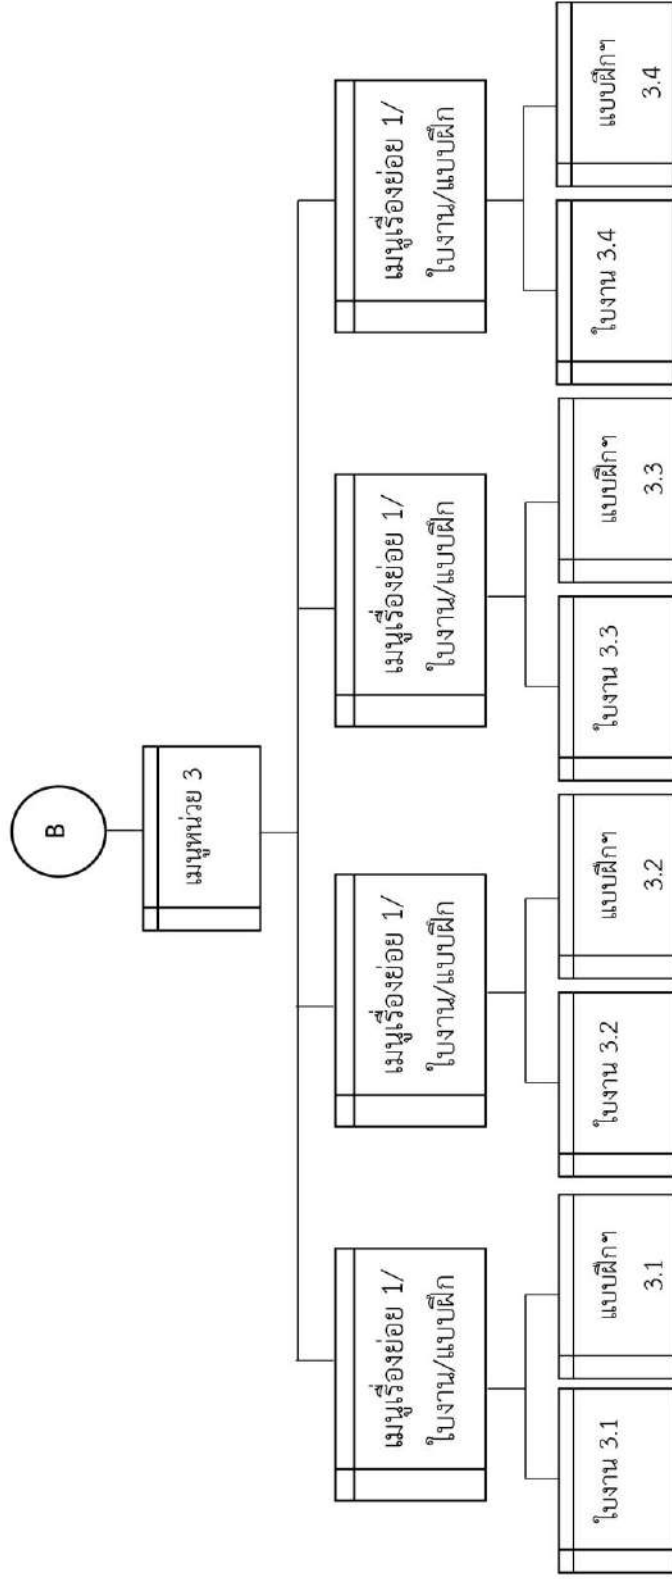 B
เมนูหน่วย 3
เมนูเรื่องย่อย 1/
ใบงาน/แบบฝึก
เมนูเรื่องย่อย 1/
ใบงาน/แบบฝึก
เมนูเรื่องย่อย 1/
ใบงาน/แบบฝึก
เมนูเรื่องย่อย 1/
ใบงาน/แบบฝึก
ใบงาน 3.1
แบบฝึกฯ
3.1
ใบงาน 3.2
แบบฝึกฯ
3.2
ใบงาน 3.3
แบบฝึกฯ
3.3
ใบงาน 3.4
แบบฝึกฯ
3.4